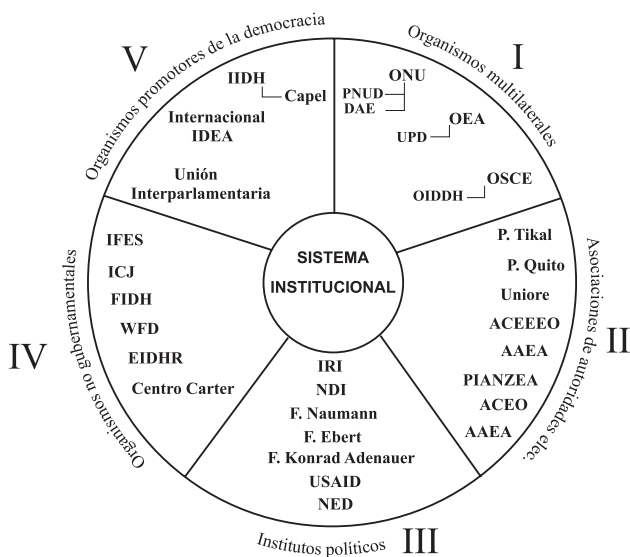 SISTEMA
INSTITUCIONAL
I
Organismos multilaterales
ONU
PNUD
DAE
OEA
UPD
OSCE
OIDDH
II
Asociaciones de autoridades elec.
P. Tikal
P. Quito
Uniore
ACEEEO
AAEA
PIANZEA
ACEO
AAEA
III
Institutos políticos
IRI
NDI
F. Naumann
F. Ebert
F. Konrad Adenauer
USAID
NED
IV
Organismos no gubernamentales
IFES
ICJ
FIDH
WFD
EIDHR
Centro Carter
V
Organismos promotores de la democracia
IIDH
Capel
Internacional
IDEA
Unión
Interparlamentaria